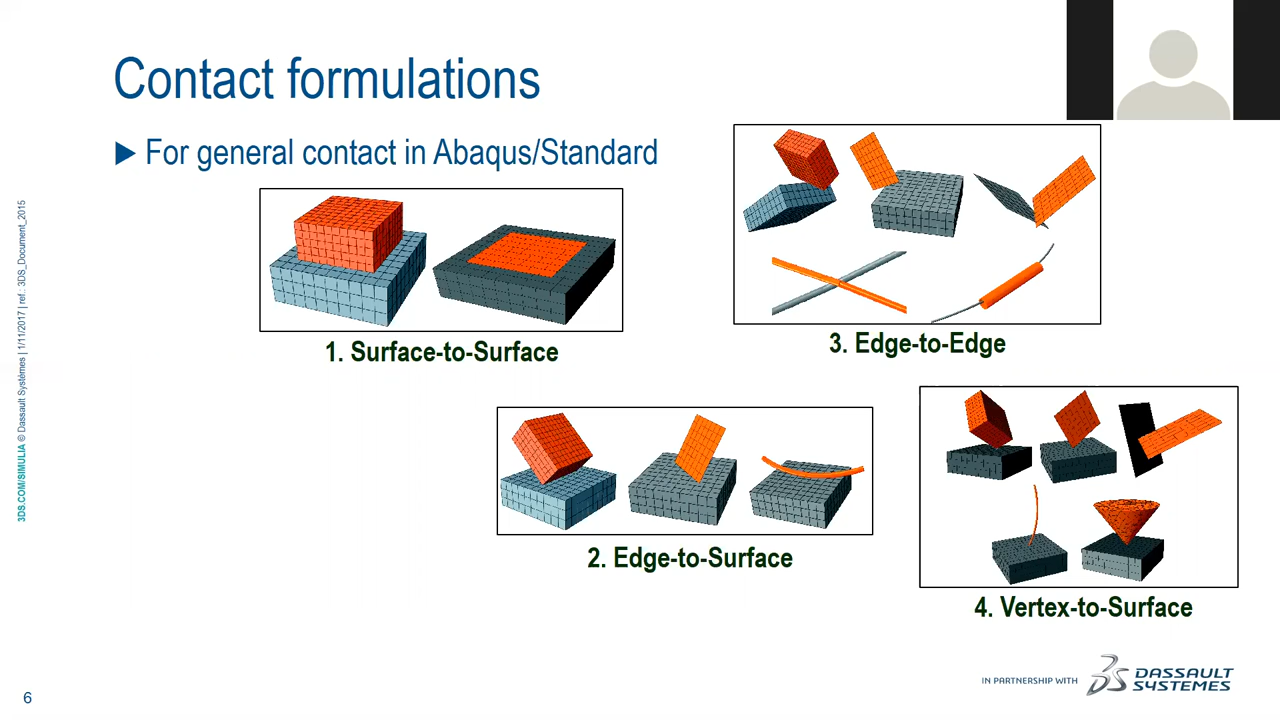 Contact formulations
For general contact in Abaqus/Standard
1. Surface-to-Surface
3. Edge-to-Edge
2. Edge-to-Surface
4. Vertex-to-Surface
3DS.COM/SIMULIA © Dassault Systèmes | 1/11/2017 | ref.: 3DS_Document_2015
IN PARTNERSHIP WITH
DASSAULT
SYSTEMES
6